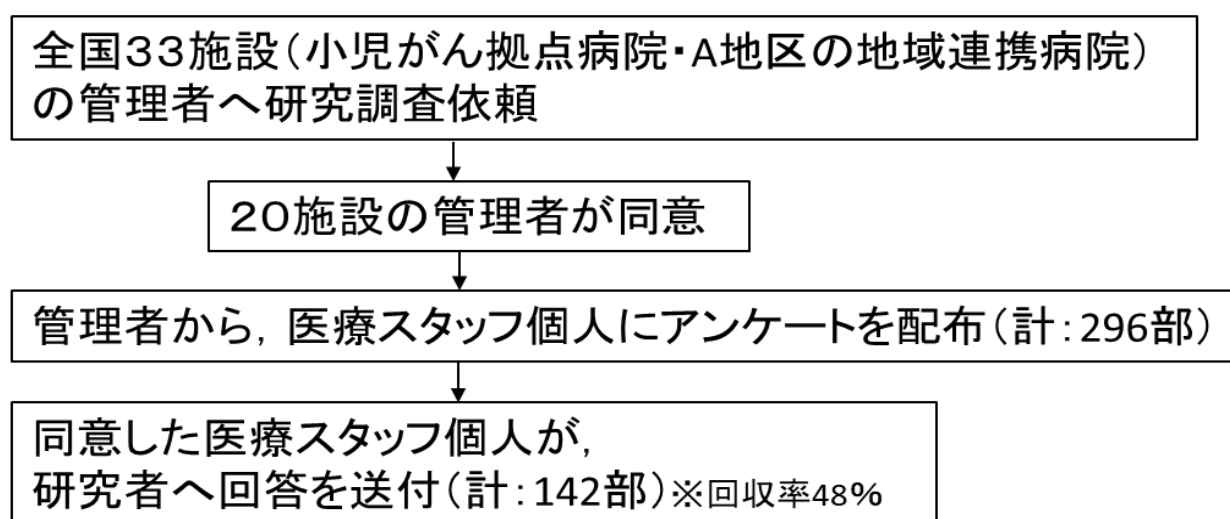 全国33施設(小児がん拠点病院・A地区の地域連携病院)
の管理者へ研究調査依頼
20施設の管理者が同意
管理者から，医療スタッフ個人にアンケートを配布(計:296部)
同意した医療スタッフ個人が，
研究者へ回答を送付(計:142部)※回収率48%